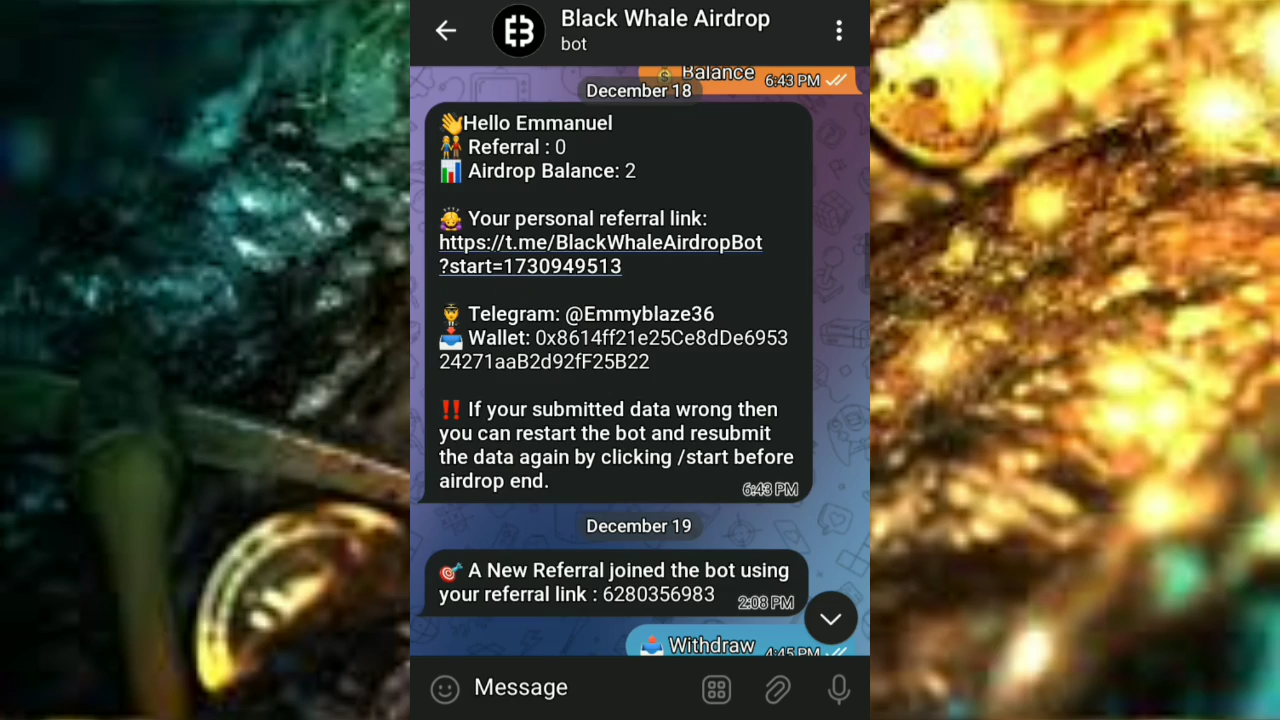 Black Whale Airdrop
bot
Balance 6:43 PM
December 18
👋Hello Emmanuel
👫 Referral : 0
📊 Airdrop Balance: 2
🙇 Your personal referral link:
https://t.me/BlackWhaleAirdropBot
?start=1730949513
Telegram: @Emmyblaze36
📥 Wallet: 0x8614ff21e25Ce8dDe6953
24271aaB2d92fF25B22
‼️ If your submitted data wrong then
you can restart the bot and resubmit
the data again by clicking /start before
airdrop end.
6:43 PM
December 19
🎯 A New Referral joined the bot using
your referral link : 6280356983 2:08 PM
📥 Withdraw 4:45 PM
Message